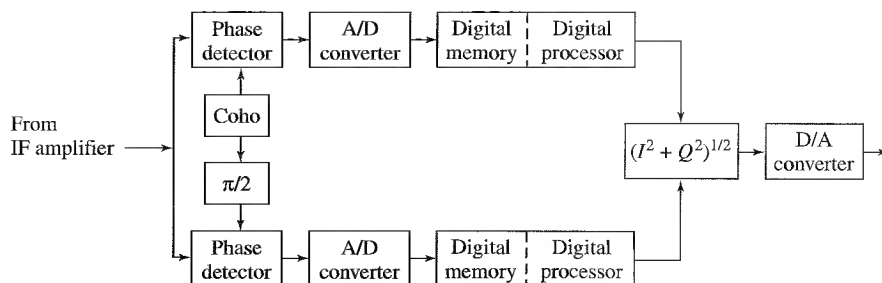 Phase
detector
A/D
converter
Digital
memory
Digital
processor
From
IF amplifier
Coho
π/2
(I² + Q²)¹/²
D/A
converter
Phase
detector
A/D
converter
Digital
memory
Digital
processor